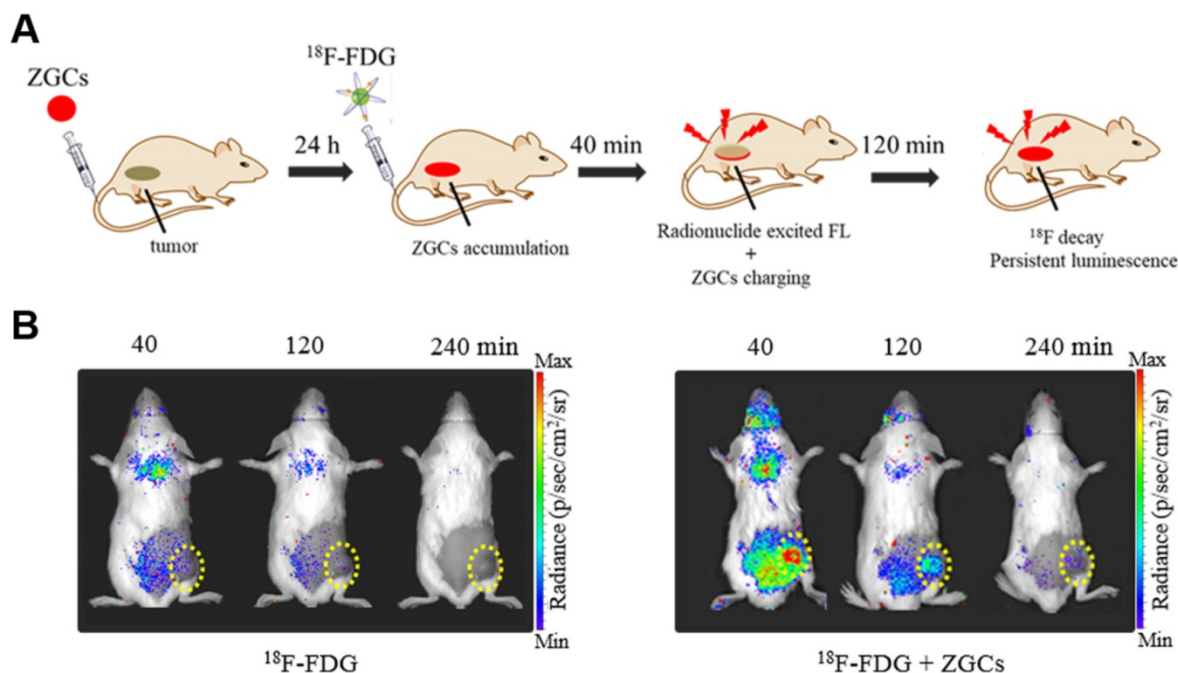 A
ZGCs
¹⁸F-FDG
24 h
40 min
120 min
tumor
ZGCs accumulation
Radionuclide excited FL
+
ZGCs charging
¹⁸F decay
Persistent luminescence
B
40 120 240 min
Max
Radiance (p/sec/cm²/sr)
Min
¹⁸F-FDG
40 120 240 min
Max
Radiance (p/sec/cm²/sr)
Min
¹⁸F-FDG + ZGCs